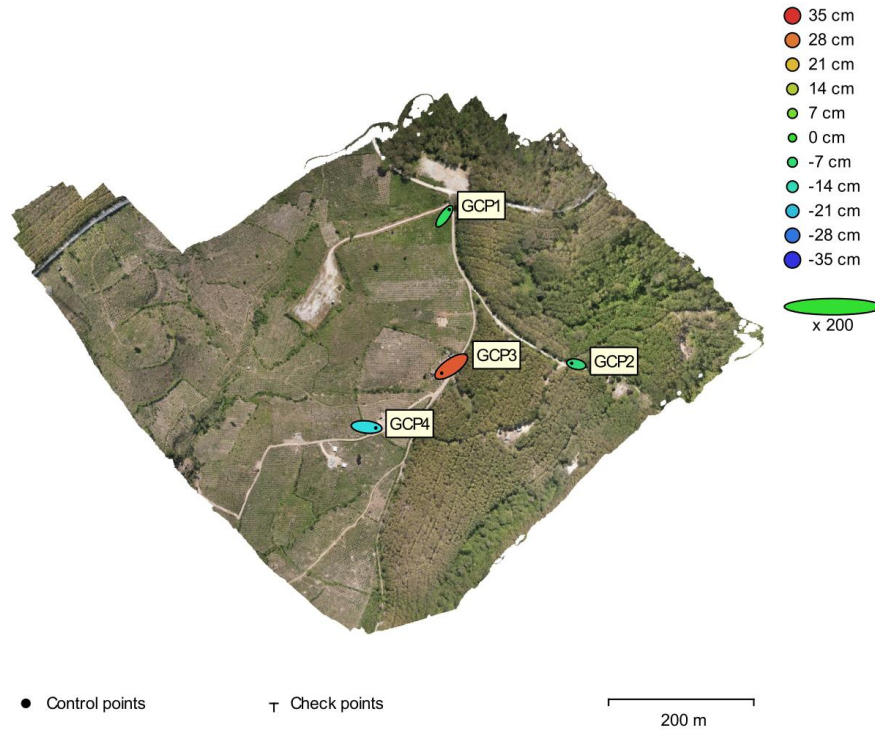 35 cm
28 cm
21 cm
14 cm
7 cm
0 cm
-7 cm
-14 cm
-21 cm
-28 cm
-35 cm
x 200
GCP1
GCP3
GCP2
GCP4
Control points
Check points
200 m